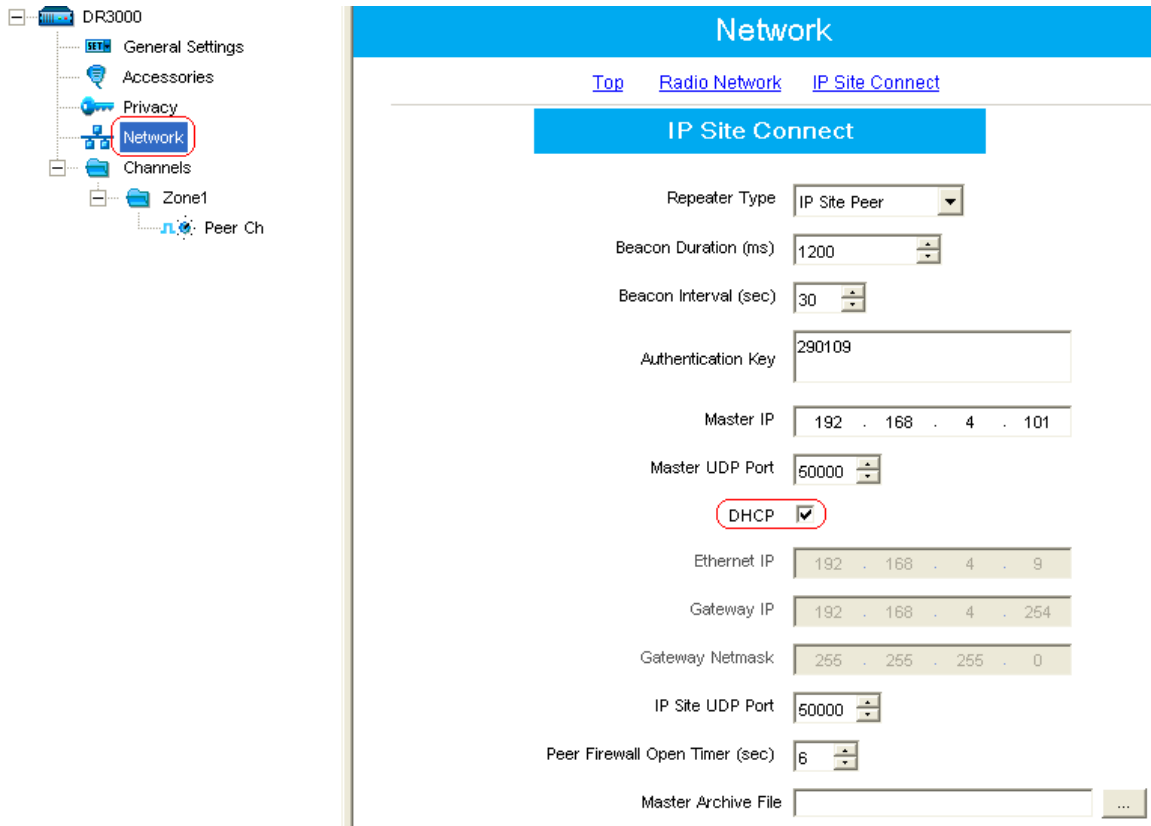 DR3000
SET
General Settings
Accessories
Privacy
Network
Channels
Zone1
Peer Ch
Network
Top Radio Network IP Site Connect
IP Site Connect
Repeater Type IP Site Peer
Beacon Duration (ms) 1200
Beacon Interval (sec) 30
Authentication Key 290109
Master IP 192 . 168 . 4 . 101
Master UDP Port 50000
DHCP
Ethernet IP 192 . 168 . 4 . 9
Gateway IP 192 . 168 . 4 . 254
Gateway Netmask 255 . 255 . 255 . 0
IP Site UDP Port 50000
Peer Firewall Open Timer (sec) 6
Master Archive File ...